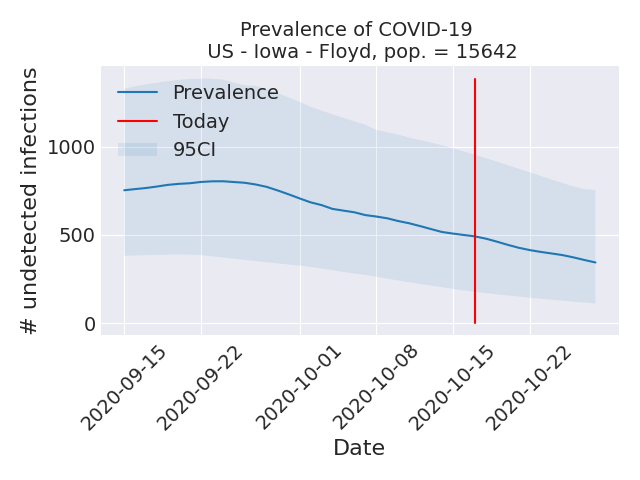 Prevalence of COVID-19
US - Iowa - Floyd, pop. = 15642
# undetected infections
1000
500
0
Prevalence
Today
95CI
2020-09-15
2020-09-22
2020-10-01
2020-10-08
2020-10-15
2020-10-22
Date